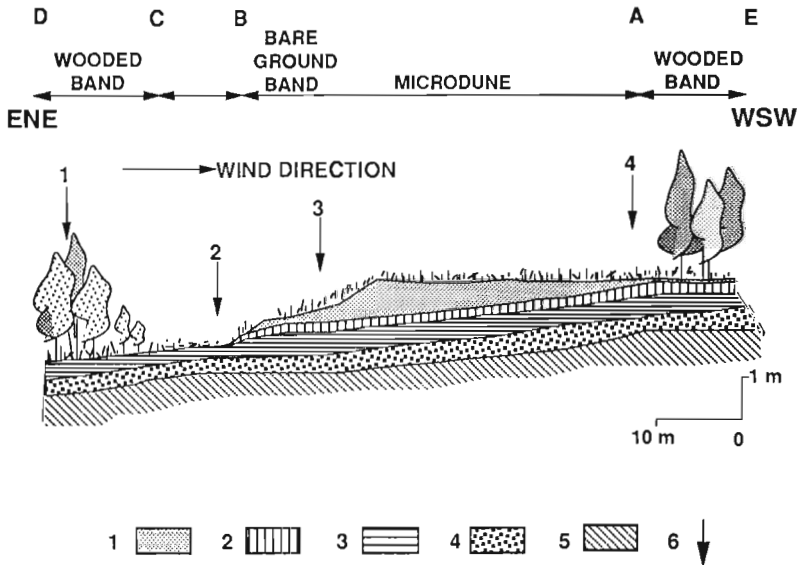 D C B A E
WOODED BAND
BARE GROUND BAND
MICRODUNE
WOODED BAND
ENE
WSW
1
WIND DIRECTION
2
3
4
1 m
10 m 0
1 2 3 4 5 6